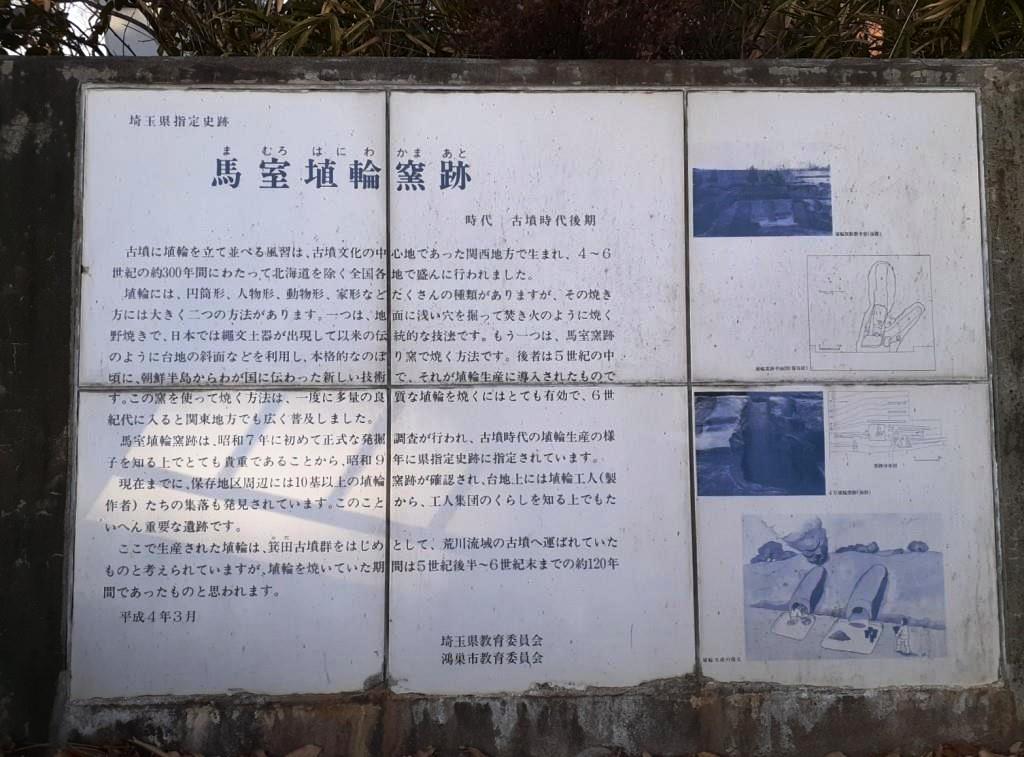 埼玉県指定史跡
まむろ はにわ かま あと
馬室埴輪窯跡
時代 古墳時代後期
古墳に埴輪を立て並べる風習は、古墳文化の中心地であった関西地方で生まれ、4～6
世紀の約300年間にわたって北海道を除く全国各地で盛んに行われました。
埴輪には、円筒形、人物形、動物形、家形などたくさんの種類がありますが、その焼き
方には大きく二つの方法があります。一つは、地面に浅い穴を掘って焚き火のように焼く
野焼きで、日本では縄文土器が出現して以来の伝統的な技法です。もう一つは、馬室窯跡
のように台地の斜面などを利用し、本格的なのぼり窯で焼く方法です。後者は5世紀の中
頃に、朝鮮半島からわが国に伝わった新しい技術で、それが埴輪生産に導入されたもので
す。この窯を使って焼く方法は、一度に多量の良質な埴輪を焼くにはとても有効で、6世
紀代に入ると関東地方でも広く普及しました。
馬室埴輪窯跡は、昭和7年に初めて正式な発掘調査が行われ、古墳時代の埴輪生産の様
子を知る上でとても貴重であることから、昭和9年に県指定史跡に指定されています。
現在までに、保存地区周辺には10基以上の埴輪窯跡が確認され、台地上には埴輪工人(製
作者)たちの集落も発見されています。このことから、工人集団のくらしを知る上でもた
いへん重要な遺跡です。
ここで生産された埴輪は、箕田古墳群をはじめとして、荒川流域の古墳へ運ばれていた
ものと考えられていますが、埴輪を焼いていた期間は5世紀後半～6世紀末までの約120年
間であったものと思われます。
平成4年3月
埼玉県教育委員会
鴻巣市教育委員会